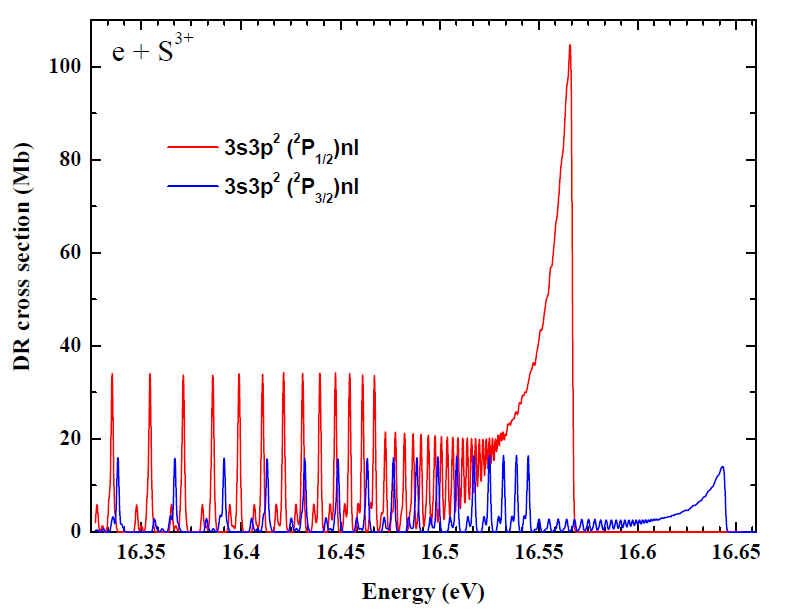 e + S³⁺
3s3p² (²P₁/₂)nl
3s3p² (²P₃/₂)nl
DR cross section (Mb)
100
80
60
40
20
0
16.35 16.4 16.45 16.5 16.55 16.6 16.65
Energy (eV)